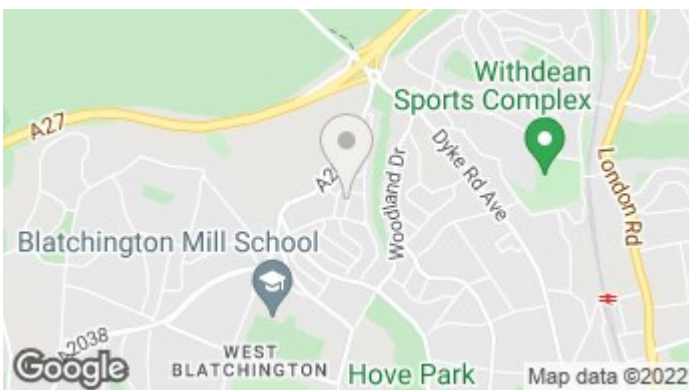 Withdean
Sports Complex
A27
Dyke Rd Ave
A2
Woodland Dr
London Rd
Blatchington Mill School
A2038
WEST
BLATCHINGTON
Hove Park
Google
Map data ©2022